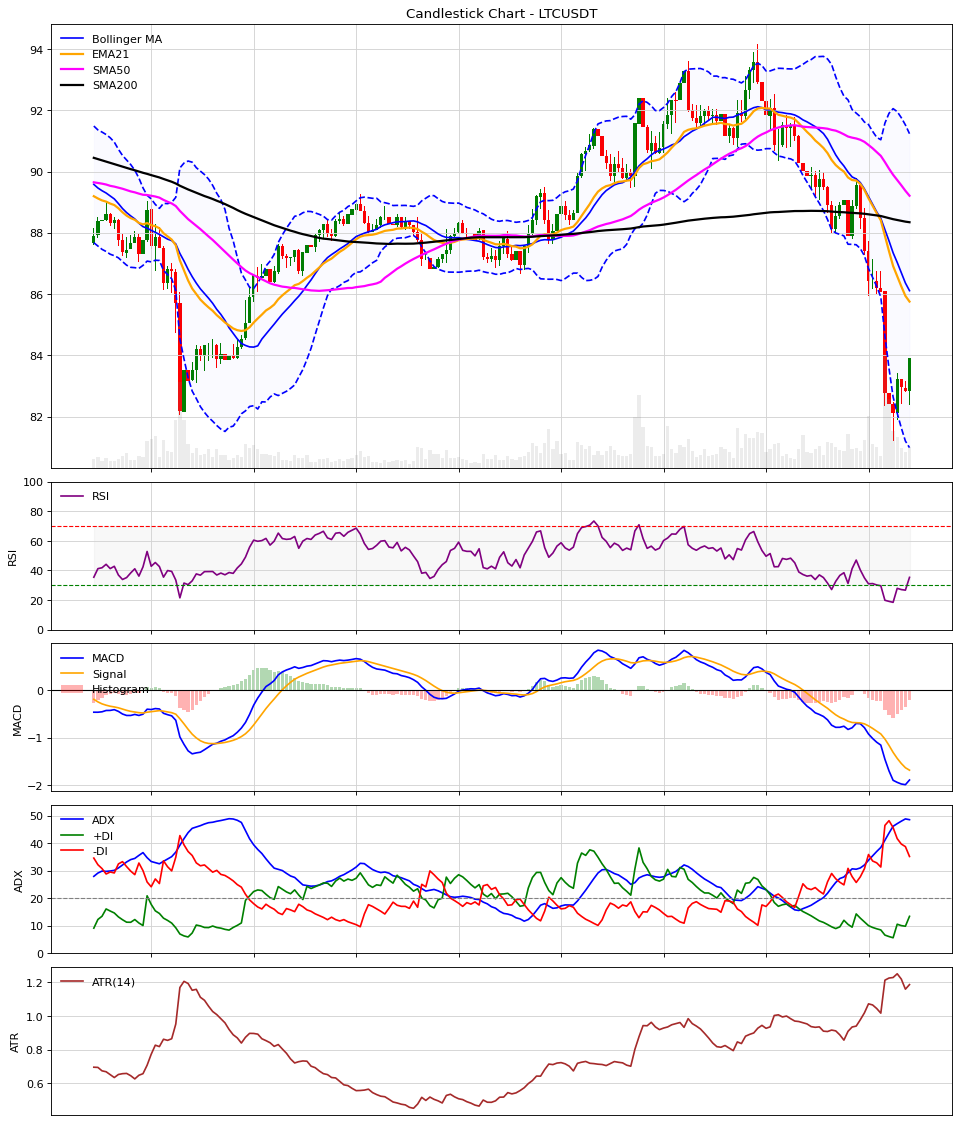 Candlestick Chart - LTCUSDT
Bollinger MA
EMA21
SMA50
SMA200
94
92
90
88
86
84
82
RSI
RSI
100
80
60
40
20
0
MACD
Signal
Histogram
MACD
0
−1
−2
ADX
+DI
-DI
ADX
50
40
30
20
10
0
ATR(14)
ATR
1.2
1.0
0.8
0.6